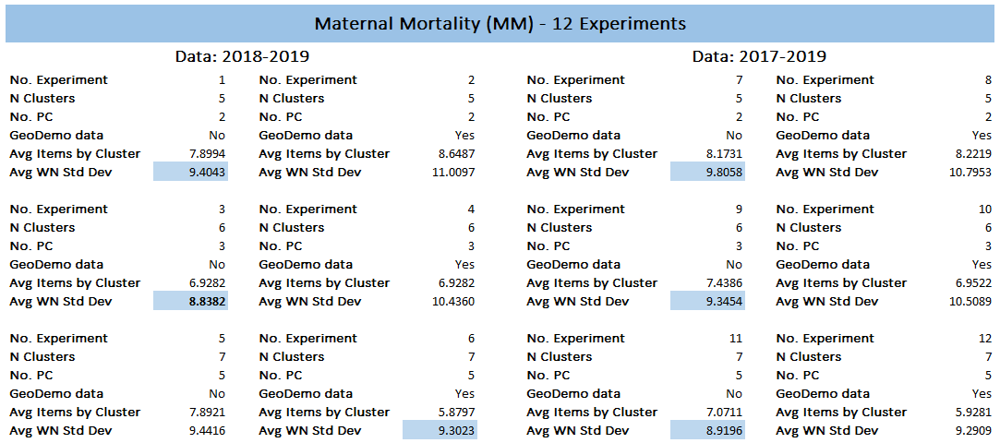 Maternal Mortality (MM) - 12 Experiments
Data: 2018-2019 Data: 2017-2019
No. Experiment 1 No. Experiment 2 No. Experiment 7 No. Experiment 8
N Clusters 5 N Clusters 5 N Clusters 5 N Clusters 5
No. PC 2 No. PC 2 No. PC 2 No. PC 2
GeoDemo data No GeoDemo data Yes GeoDemo data No GeoDemo data Yes
Avg Items by Cluster 7.8994 Avg Items by Cluster 8.6487 Avg Items by Cluster 8.1731 Avg Items by Cluster 8.2219
Avg WN Std Dev 9.4043 Avg WN Std Dev 11.0097 Avg WN Std Dev 9.8058 Avg WN Std Dev 10.7953
No. Experiment 3 No. Experiment 4 No. Experiment 9 No. Experiment 10
N Clusters 6 N Clusters 6 N Clusters 6 N Clusters 6
No. PC 3 No. PC 3 No. PC 3 No. PC 3
GeoDemo data No GeoDemo data Yes GeoDemo data No GeoDemo data Yes
Avg Items by Cluster 6.9282 Avg Items by Cluster 6.9282 Avg Items by Cluster 7.4386 Avg Items by Cluster 6.9522
Avg WN Std Dev 8.8382 Avg WN Std Dev 10.4360 Avg WN Std Dev 9.3454 Avg WN Std Dev 10.5089
No. Experiment 5 No. Experiment 6 No. Experiment 11 No. Experiment 12
N Clusters 7 N Clusters 7 N Clusters 7 N Clusters 7
No. PC 5 No. PC 5 No. PC 5 No. PC 5
GeoDemo data No GeoDemo data Yes GeoDemo data No GeoDemo data Yes
Avg Items by Cluster 7.8921 Avg Items by Cluster 5.8797 Avg Items by Cluster 7.0711 Avg Items by Cluster 5.9281
Avg WN Std Dev 9.4416 Avg WN Std Dev 9.3023 Avg WN Std Dev 8.9196 Avg WN Std Dev 9.2909